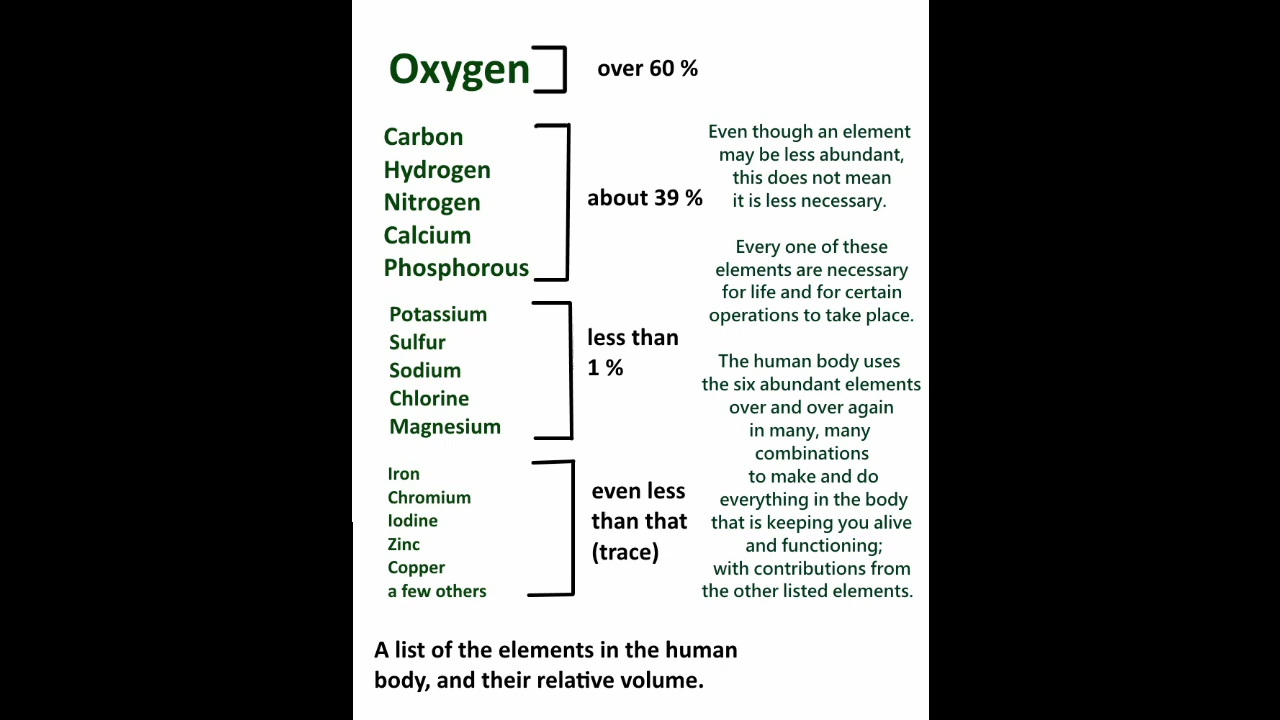 Oxygen
over 60 %
Carbon
Hydrogen
Nitrogen
Calcium
Phosphorous
about 39 %
Potassium
Sulfur
Sodium
Chlorine
Magnesium
less than
1 %
Iron
Chromium
Iodine
Zinc
Copper
a few others
even less
than that
(trace)
Even though an element
may be less abundant,
this does not mean
it is less necessary.
Every one of these
elements are necessary
for life and for certain
operations to take place.
The human body uses
the six abundant elements
over and over again
in many, many
combinations
to make and do
everything in the body
that is keeping you alive
and functioning;
with contributions from
the other listed elements.
A list of the elements in the human
body, and their relative volume.